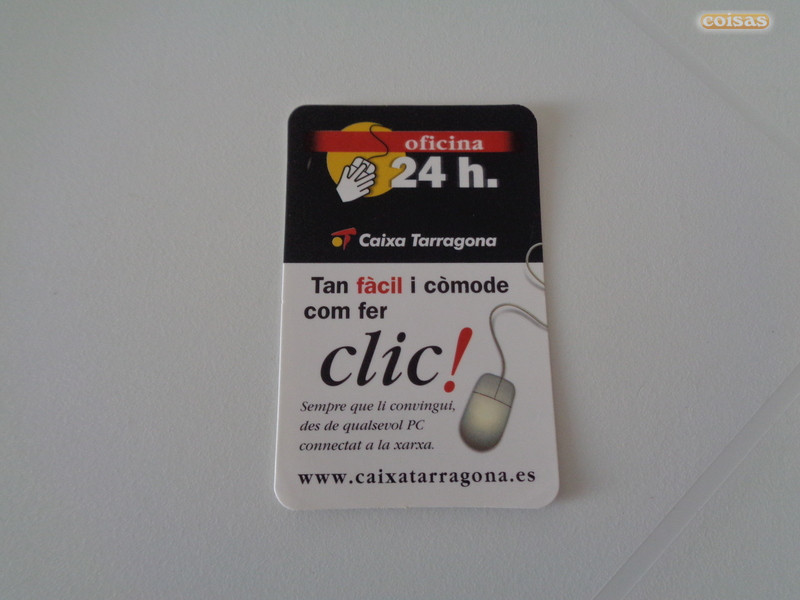 coisas
oficina
24 h.
Caixa Tarragona
Tan fàcil i còmode
com fer
clic!
Sempre que li convingui,
des de qualsevol PC
connectat a la xarxa.
www.caixatarragona.es